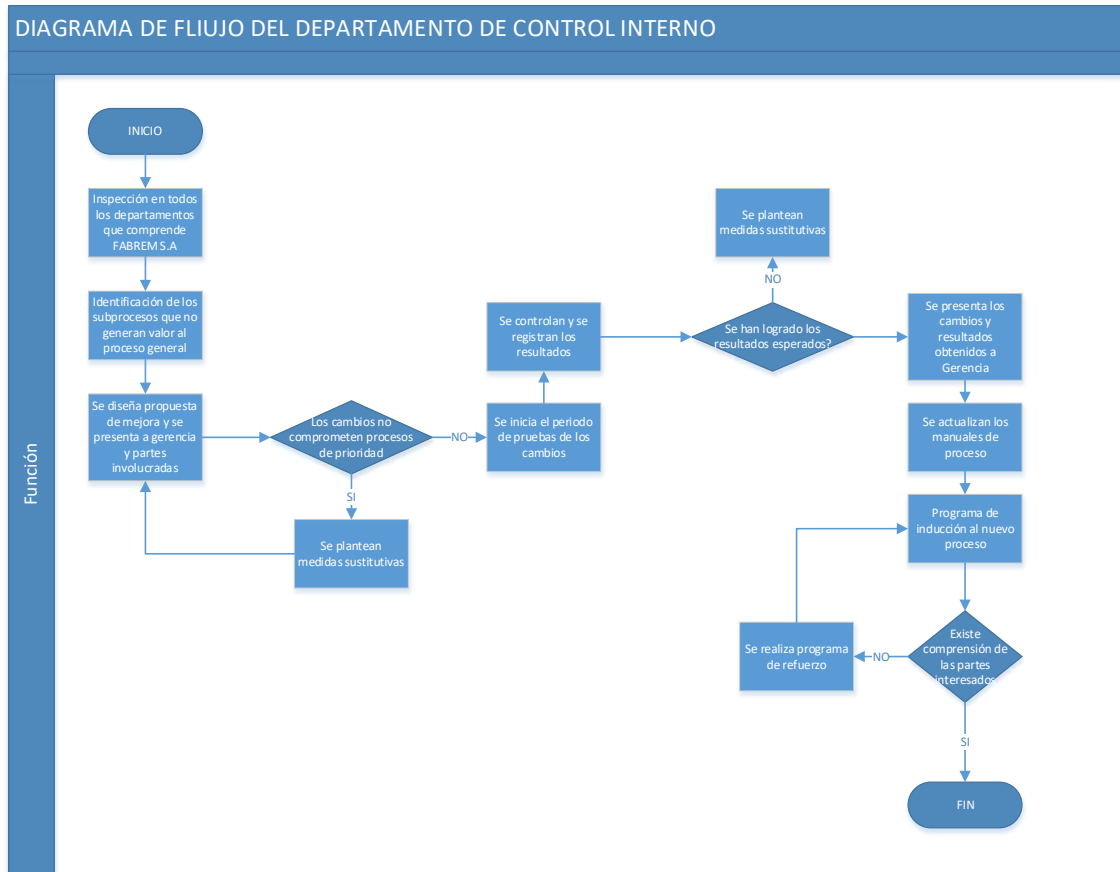 DIAGRAMA DE FLIUJO DEL DEPARTAMENTO DE CONTROL INTERNO
Función
INICIO
Inspección en todos
los departamentos
que comprende
FABREM S.A
Identificación de los
subprocesos que no
generan valor al
proceso general
Se diseña propuesta
de mejora y se
presenta a gerencia
y partes
involucradas
Los cambios no
comprometen procesos
de prioridad
NO
SI
Se plantean
medidas sustitutivas
Se inicia el periodo
de pruebas de los
cambios
Se controlan y se
registran los
resultados
Se han logrado los
resultados esperados?
NO
Se plantean
medidas sustitutivas
Se presenta los
cambios y
resultados
obtenidos a
Gerencia
Se actualizan los
manuales de
proceso
Programa de
inducción al nuevo
proceso
Existe
comprensión de
las partes
interesados
NO
Se realiza programa
de refuerzo
SI
FIN